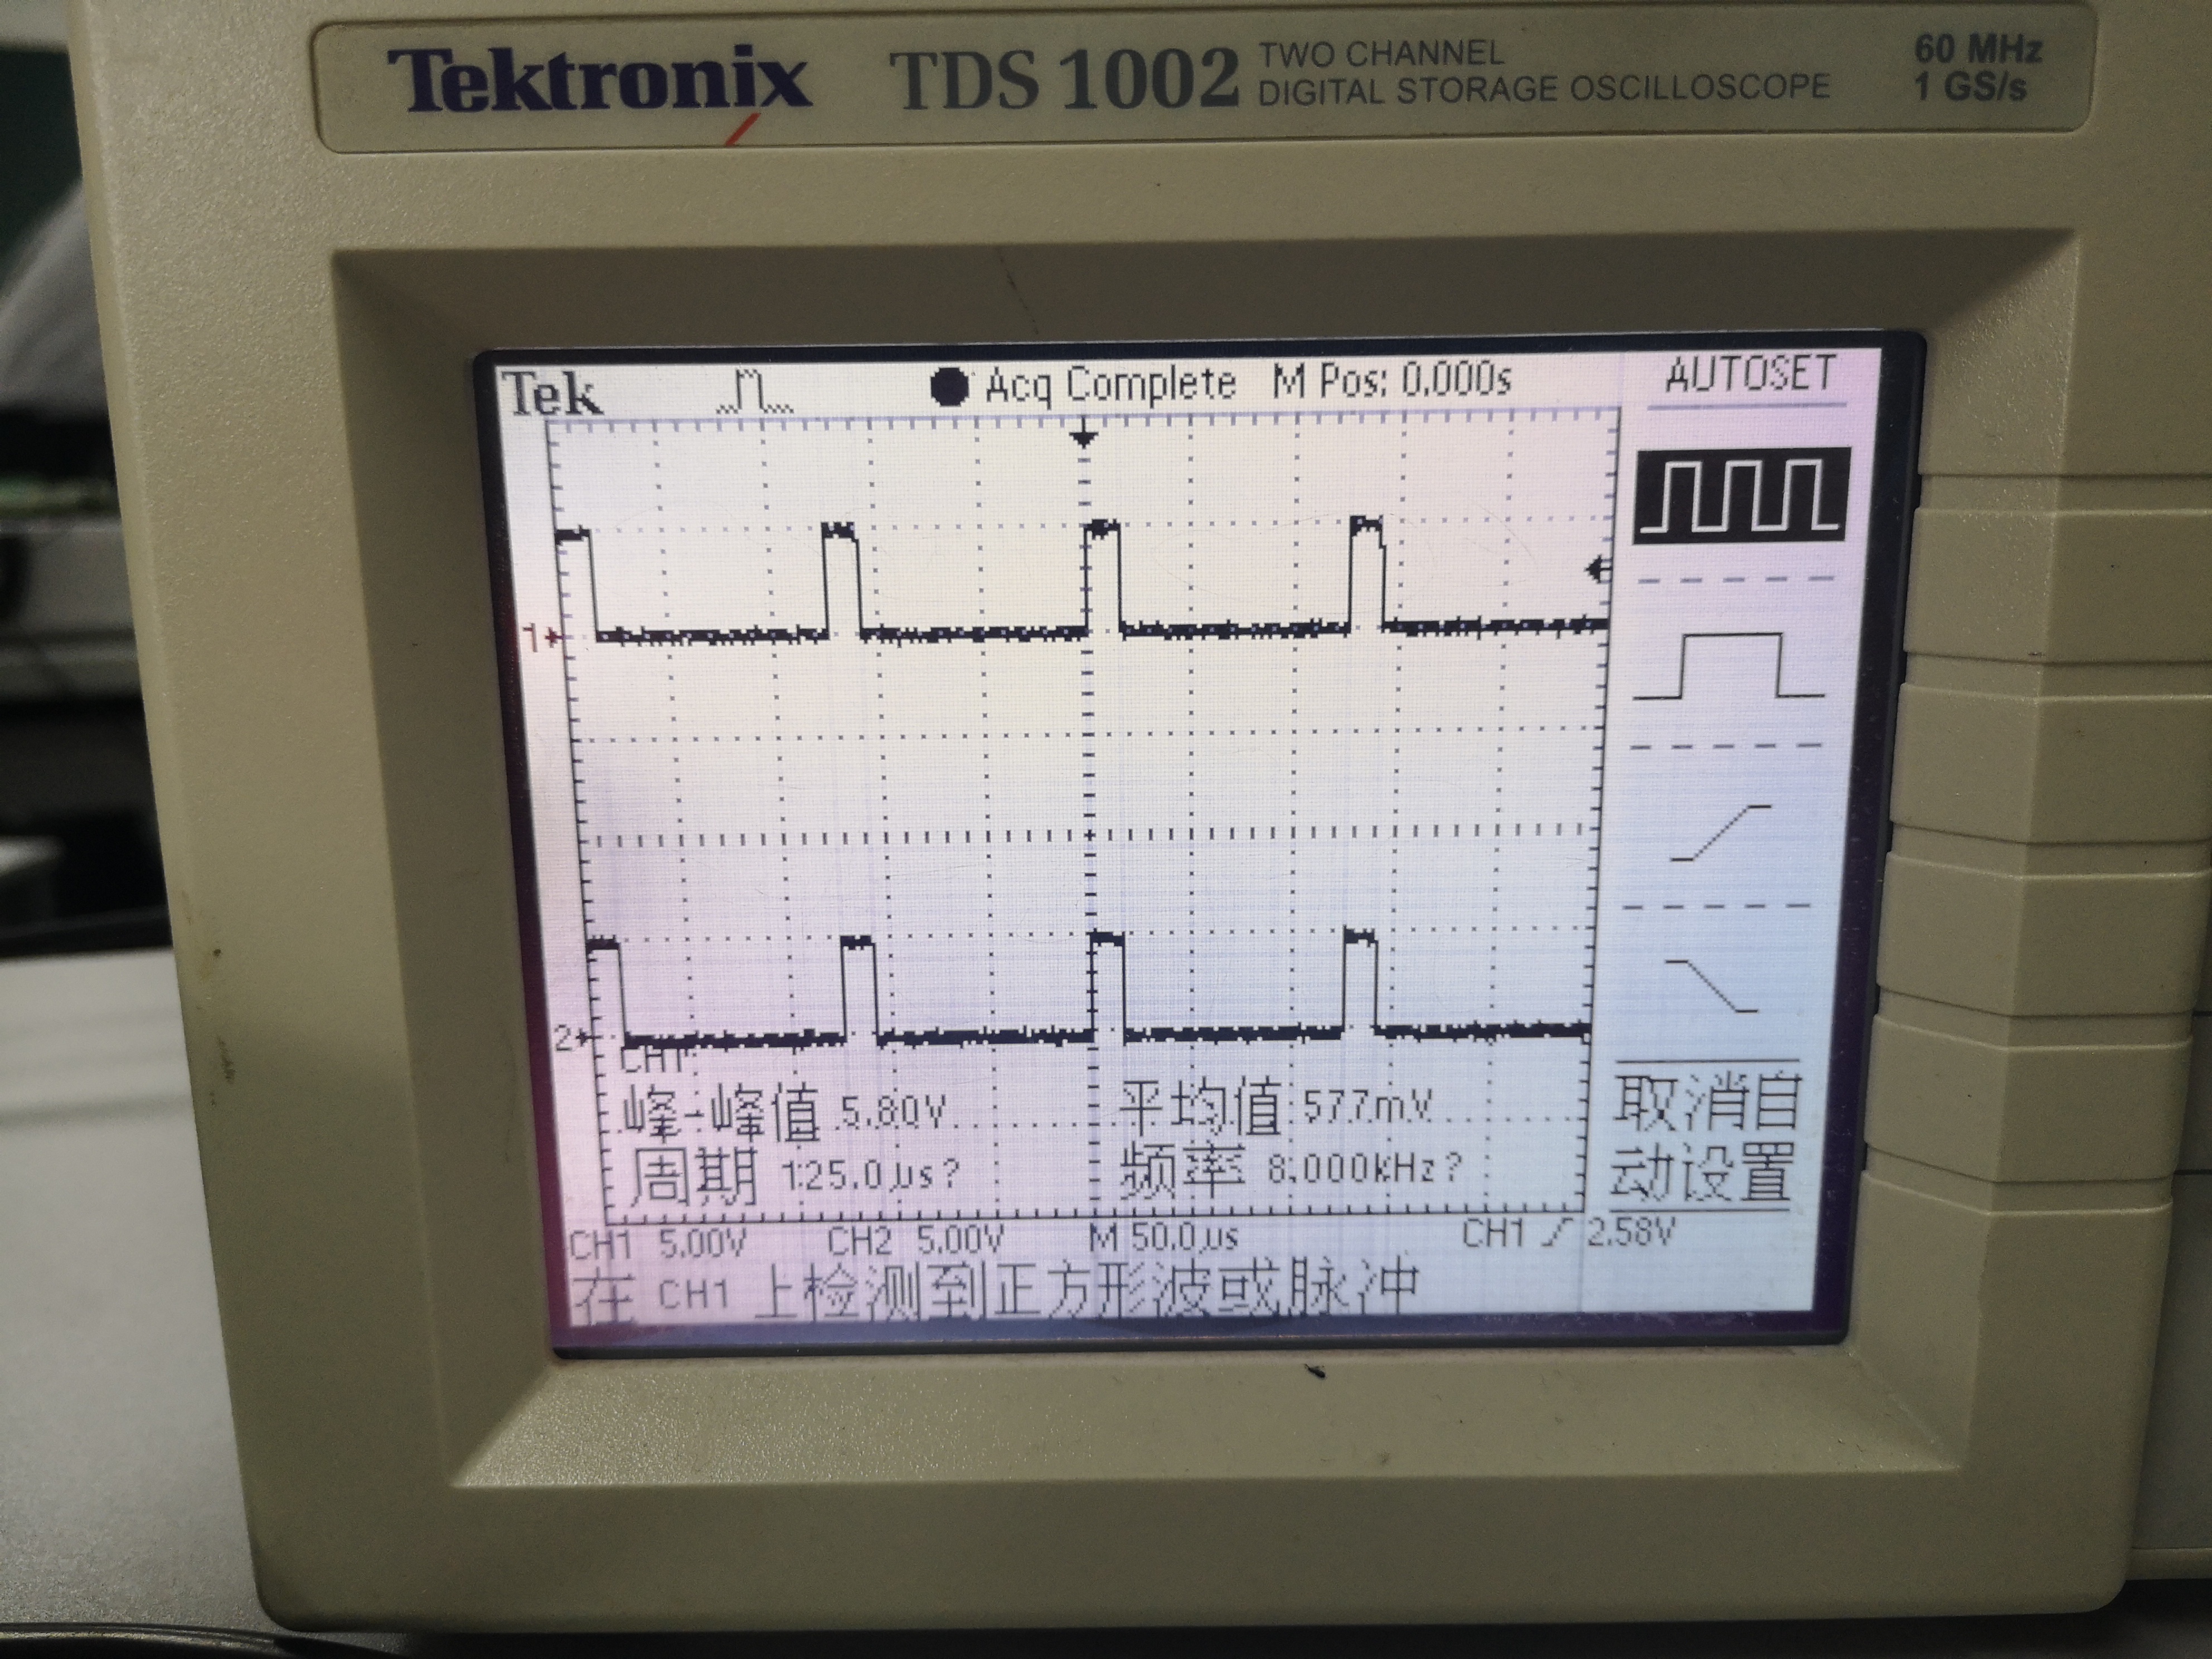 Tektronix TDS 1002 TWO CHANNEL DIGITAL STORAGE OSCILLOSCOPE 60 MHz 1 GS/s
Tek Acq Complete M Pos: 0.000s AUTOSET
1
2
CH1
峰-峰值 5.80V 平均值 577mV
周期 125.0µs? 频率 8.000kHz?
取消自
动设置
CH1 5.00V CH2 5.00V M 50.0µs CH1 2.58V
在 CH1 上检测到正方形波或脉冲